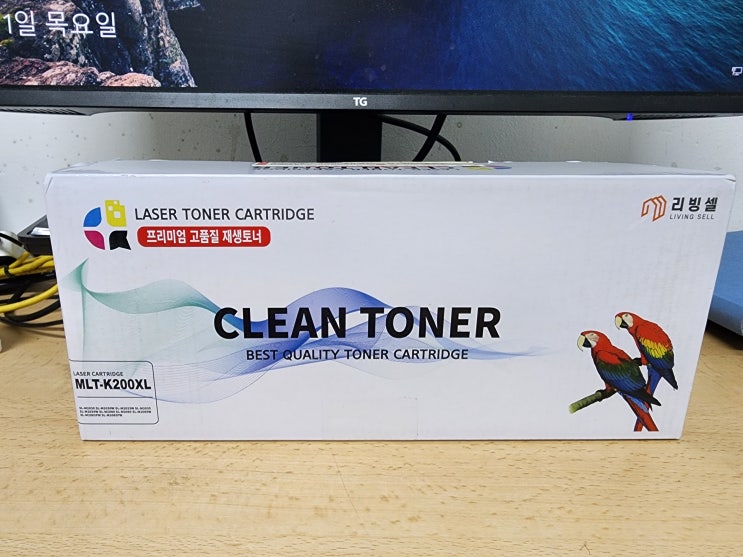 1일 목요일
TG
LASER TONER CARTRIDGE
프리미엄 고품질 재생토너
리빙셀
LIVING SELL
CLEAN TONER
BEST QUALITY TONER CARTRIDGE
LASER CARTRIDGE
MLT-K200XL